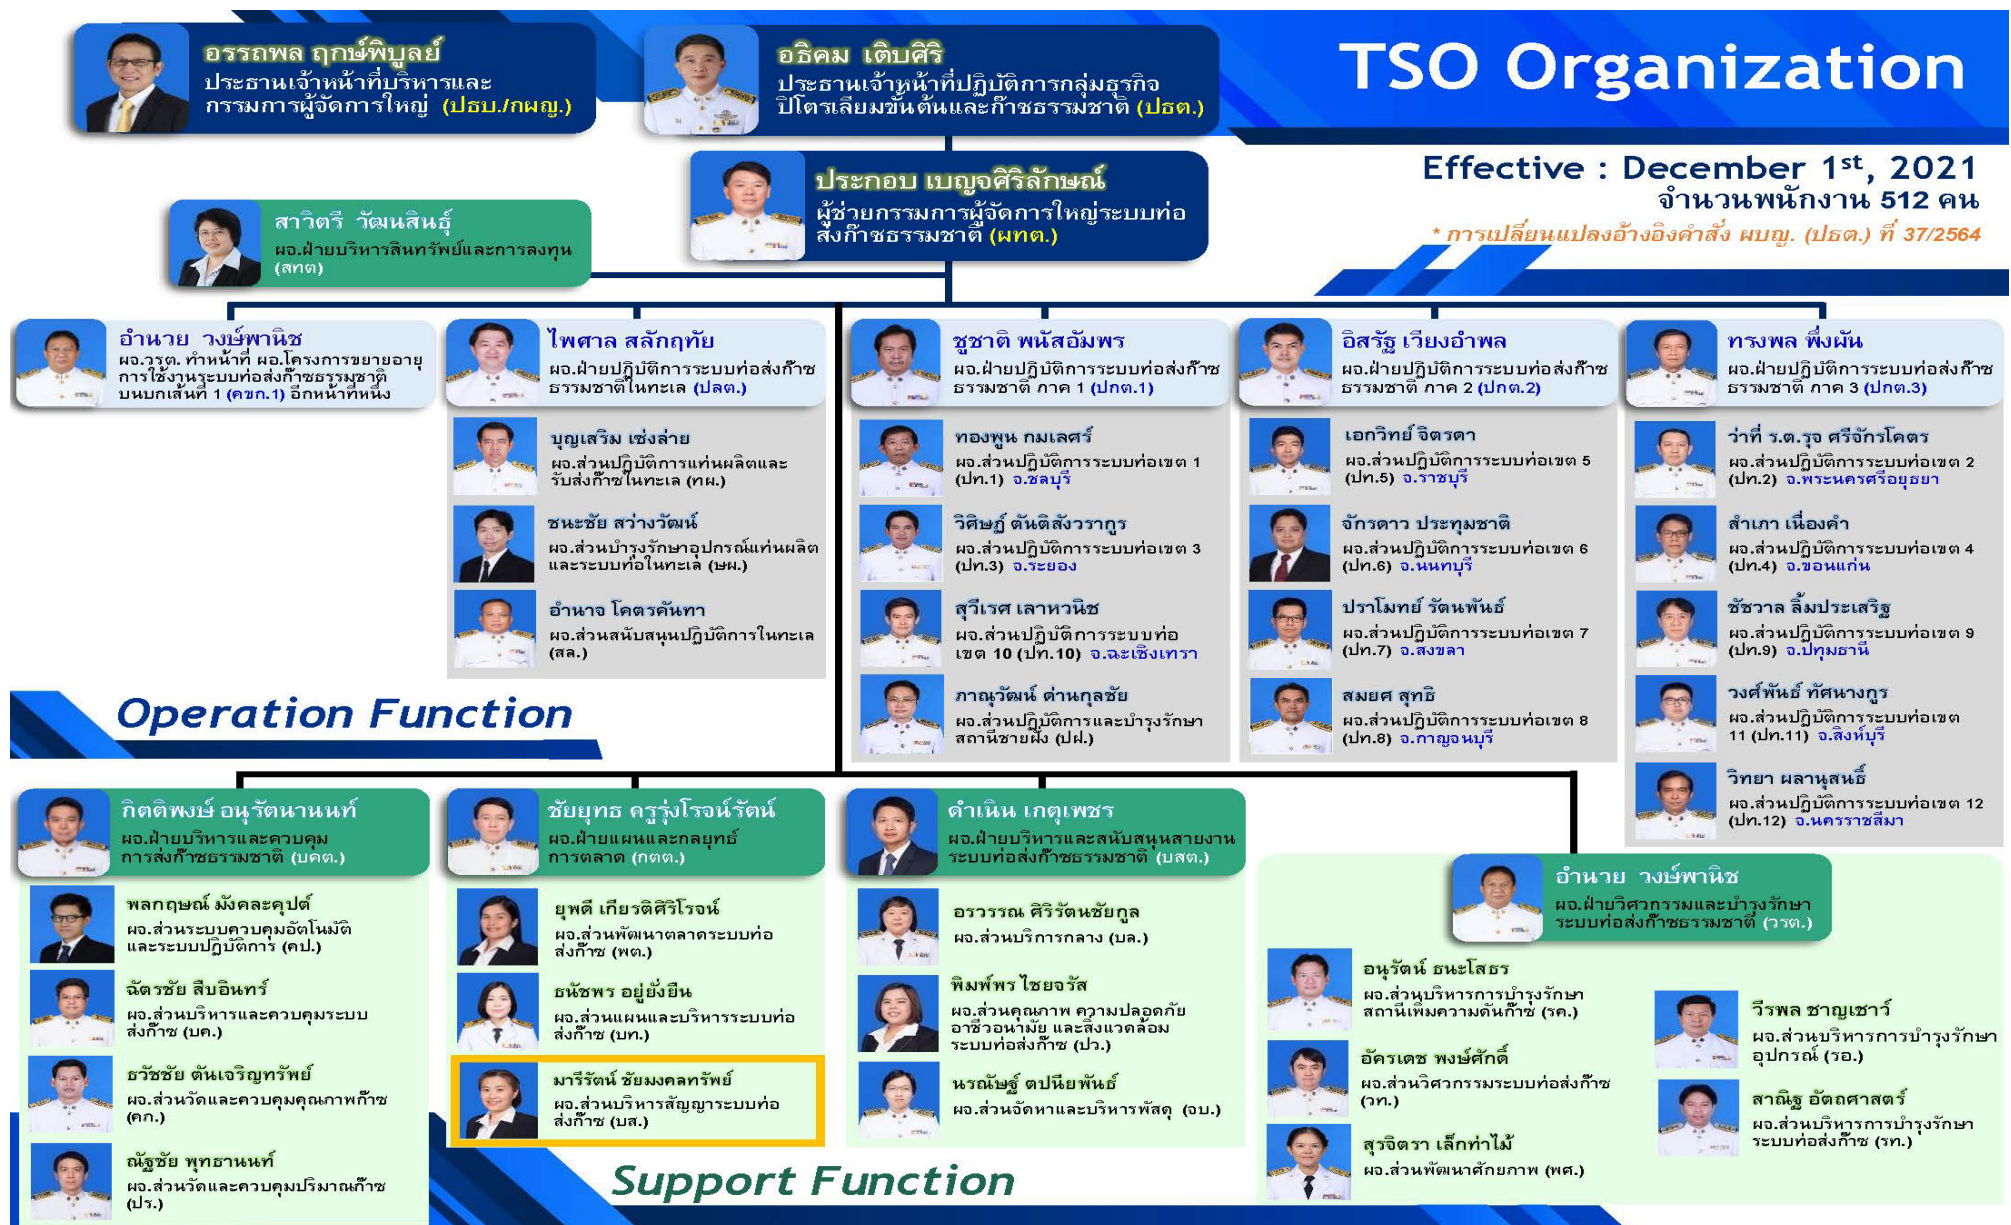 อรรถพล ฤกษ์พิบูลย์
ประธานเจ้าหน้าที่บริหารและ
กรรมการผู้จัดการใหญ่ (ปธบ./กผญ.)
อธิคม เติบศิริ
ประธานเจ้าหน้าที่ปฏิบัติการกลุ่มธุรกิจ
ปิโตรเลียมขั้นต้นและก๊าซธรรมชาติ (ปธต.)
TSO Organization
Effective : December 1st, 2021
จำนวนพนักงาน 512 คน
* การเปลี่ยนแปลงอ้างอิงคำสั่ง ผบญ. (ปธต.) ที่ 37/2564
ประกอบ เบญจศิริลักษณ์
ผู้ช่วยกรรมการผู้จัดการใหญ่ระบบท่อ
ส่งก๊าซธรรมชาติ (ผทต.)
สาวิตรี วัฒนสินธุ์
ผจ.ฝ่ายบริหารสินทรัพย์และการลงทุน
(สทต)
อำนวย วงษ์พานิช
ผจ.วรต. ทำหน้าที่ ผอ.โครงการขยายอายุ
การใช้งานระบบท่อส่งก๊าซธรรมชาติ
บนบกเส้นที่ 1 (คขก.1) อีกหน้าที่หนึ่ง
ไพศาล สลักฤทัย
ผจ.ฝ่ายปฏิบัติการระบบท่อส่งก๊าซ
ธรรมชาติในทะเล (ปลต.)
บุญเสริม เซ่งล่าย
ผจ.ส่วนปฏิบัติการแท่นผลิตและ
รับส่งก๊าซในทะเล (ทผ.)
ชนะชัย สว่างวัฒน์
ผจ.ส่วนบำรุงรักษาอุปกรณ์แท่นผลิต
และระบบท่อในทะเล (ษผ.)
อำนาจ โคตรคันทา
ผจ.ส่วนสนับสนุนปฏิบัติการในทะเล
(สล.)
ชูชาติ พนัสอัมพร
ผจ.ฝ่ายปฏิบัติการระบบท่อส่งก๊าซ
ธรรมชาติ ภาค 1 (ปกต.1)
ทองพูน กมเลศร์
ผจ.ส่วนปฏิบัติการระบบท่อเขต 1
(ปท.1) จ.ชลบุรี
วิศิษฏ์ ตันติสังวรากูร
ผจ.ส่วนปฏิบัติการระบบท่อเขต 3
(ปท.3) จ.ระยอง
สุวีเรศ เลาหวนิช
ผจ.ส่วนปฏิบัติการระบบท่อ
เขต 10 (ปท.10) จ.ฉะเชิงเทรา
ภาณุวัฒน์ ด่านกุลชัย
ผจ.ส่วนปฏิบัติการและบำรุงรักษา
สถานีชายฝั่ง (ปฝ.)
อิสรัฐ เวียงอำพล
ผจ.ฝ่ายปฏิบัติการระบบท่อส่งก๊าซ
ธรรมชาติ ภาค 2 (ปกต.2)
เอกวิทย์ จิตรตา
ผจ.ส่วนปฏิบัติการระบบท่อเขต 5
(ปท.5) จ.ราชบุรี
จักรดาว ประทุมชาติ
ผจ.ส่วนปฏิบัติการระบบท่อเขต 6
(ปท.6) จ.นนทบุรี
ปราโมทย์ รัตนพันธ์
ผจ.ส่วนปฏิบัติการระบบท่อเขต 7
(ปท.7) จ.สงขลา
สมยศ สุทธิ
ผจ.ส่วนปฏิบัติการระบบท่อเขต 8
(ปท.8) จ.กาญจนบุรี
ทรงพล พึ่งผัน
ผจ.ฝ่ายปฏิบัติการระบบท่อส่งก๊าซ
ธรรมชาติ ภาค 3 (ปกต.3)
ว่าที่ ร.ต.รุจ ศรีจักรโคตร
ผจ.ส่วนปฏิบัติการระบบท่อเขต 2
(ปท.2) จ.พระนครศรีอยุธยา
สำเภา เนื่องคำ
ผจ.ส่วนปฏิบัติการระบบท่อเขต 4
(ปท.4) จ.ขอนแก่น
ชัชวาล ลิ้มประเสริฐ
ผจ.ส่วนปฏิบัติการระบบท่อเขต 9
(ปท.9) จ.ปทุมธานี
วงศ์พันธ์ ทัศนางกูร
ผจ.ส่วนปฏิบัติการระบบท่อเขต
11 (ปท.11) จ.สิงห์บุรี
วิทยา ผลานุสนธิ์
ผจ.ส่วนปฏิบัติการระบบท่อเขต 12
(ปท.12) จ.นครราชสีมา
Operation Function
กิตติพงษ์ อนุรัตนานนท์
ผจ.ฝ่ายบริหารและควบคุม
การส่งก๊าซธรรมชาติ (บคต.)
พลกฤษณ์ มังคละคุปต์
ผจ.ส่วนระบบควบคุมอัตโนมัติ
และระบบปฏิบัติการ (คป.)
ฉัตรชัย สืบอินทร์
ผจ.ส่วนบริหารและควบคุมระบบ
ส่งก๊าซ (บค.)
ธวัชชัย ตันเจริญทรัพย์
ผจ.ส่วนวัดและควบคุมคุณภาพก๊าซ
(คก.)
ณัฐชัย พุทธานนท์
ผจ.ส่วนวัดและควบคุมปริมาณก๊าซ
(ปร.)
ชัยยุทธ ครูรุ่งโรจน์รัตน์
ผจ.ฝ่ายแผนและกลยุทธ์
การตลาด (กตต.)
ยุพดี เกียรติศิริโรจน์
ผจ.ส่วนพัฒนาตลาดระบบท่อ
ส่งก๊าซ (พต.)
ธนัชพร อยู่ยั่งยืน
ผจ.ส่วนแผนและบริหารระบบท่อ
ส่งก๊าซ (บท.)
มารีรัตน์ ชัยมงคลทรัพย์
ผจ.ส่วนบริหารสัญญาระบบท่อ
ส่งก๊าซ (บส.)
ดำเนิน เกตุเพชร
ผจ.ฝ่ายบริหารและสนับสนุนสายงาน
ระบบท่อส่งก๊าซธรรมชาติ (บสต.)
อรวรรณ ศิริรัตนชัยกูล
ผจ.ส่วนบริการกลาง (บล.)
พิมพ์พร ไชยจรัส
ผจ.ส่วนคุณภาพ ความปลอดภัย
อาชีวอนามัย และสิ่งแวดล้อม
ระบบท่อส่งก๊าซ (ปว.)
นรณัษฐ์ ตปนียพันธ์
ผจ.ส่วนจัดหาและบริหารพัสดุ (จบ.)
อำนวย วงษ์พานิช
ผจ.ฝ่ายวิศวกรรมและบำรุงรักษา
ระบบท่อส่งก๊าซธรรมชาติ (วรต.)
อนุรัตน์ ธนะโสธร
ผจ.ส่วนบริหารการบำรุงรักษา
สถานีเพิ่มความดันก๊าซ (รค.)
อัครเดช พงษ์ศักดิ์
ผจ.ส่วนวิศวกรรมระบบท่อส่งก๊าซ
(วท.)
สุรจิตรา เล็กท่าไม้
ผจ.ส่วนพัฒนาศักยภาพ (พศ.)
วีรพล ชาญเชาว์
ผจ.ส่วนบริหารการบำรุงรักษา
อุปกรณ์ (รอ.)
สาณิฐ อัตถศาสตร์
ผจ.ส่วนบริหารการบำรุงรักษา
ระบบท่อส่งก๊าซ (รท.)
Support Function